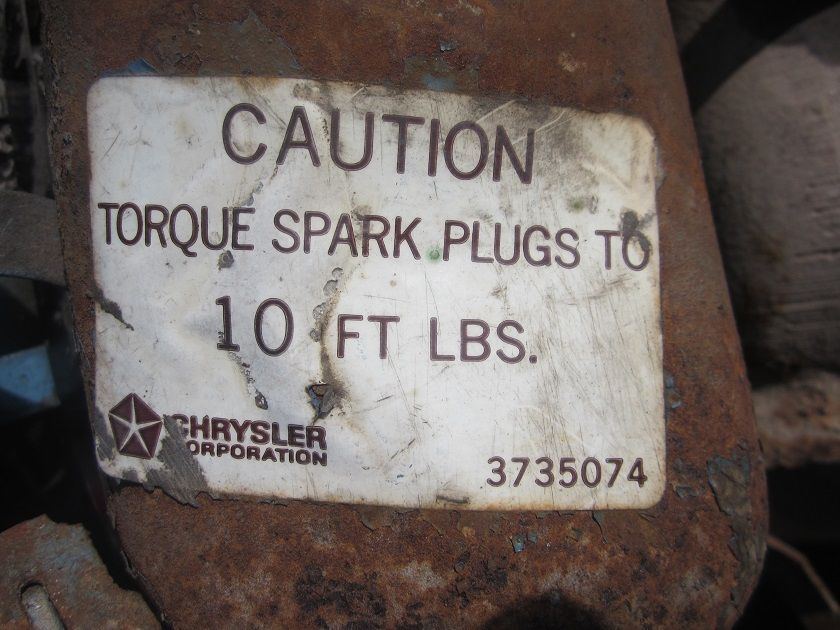 CAUTION
TORQUE SPARK PLUGS TO
10 FT LBS.
CHRYSLER
CORPORATION
3735074